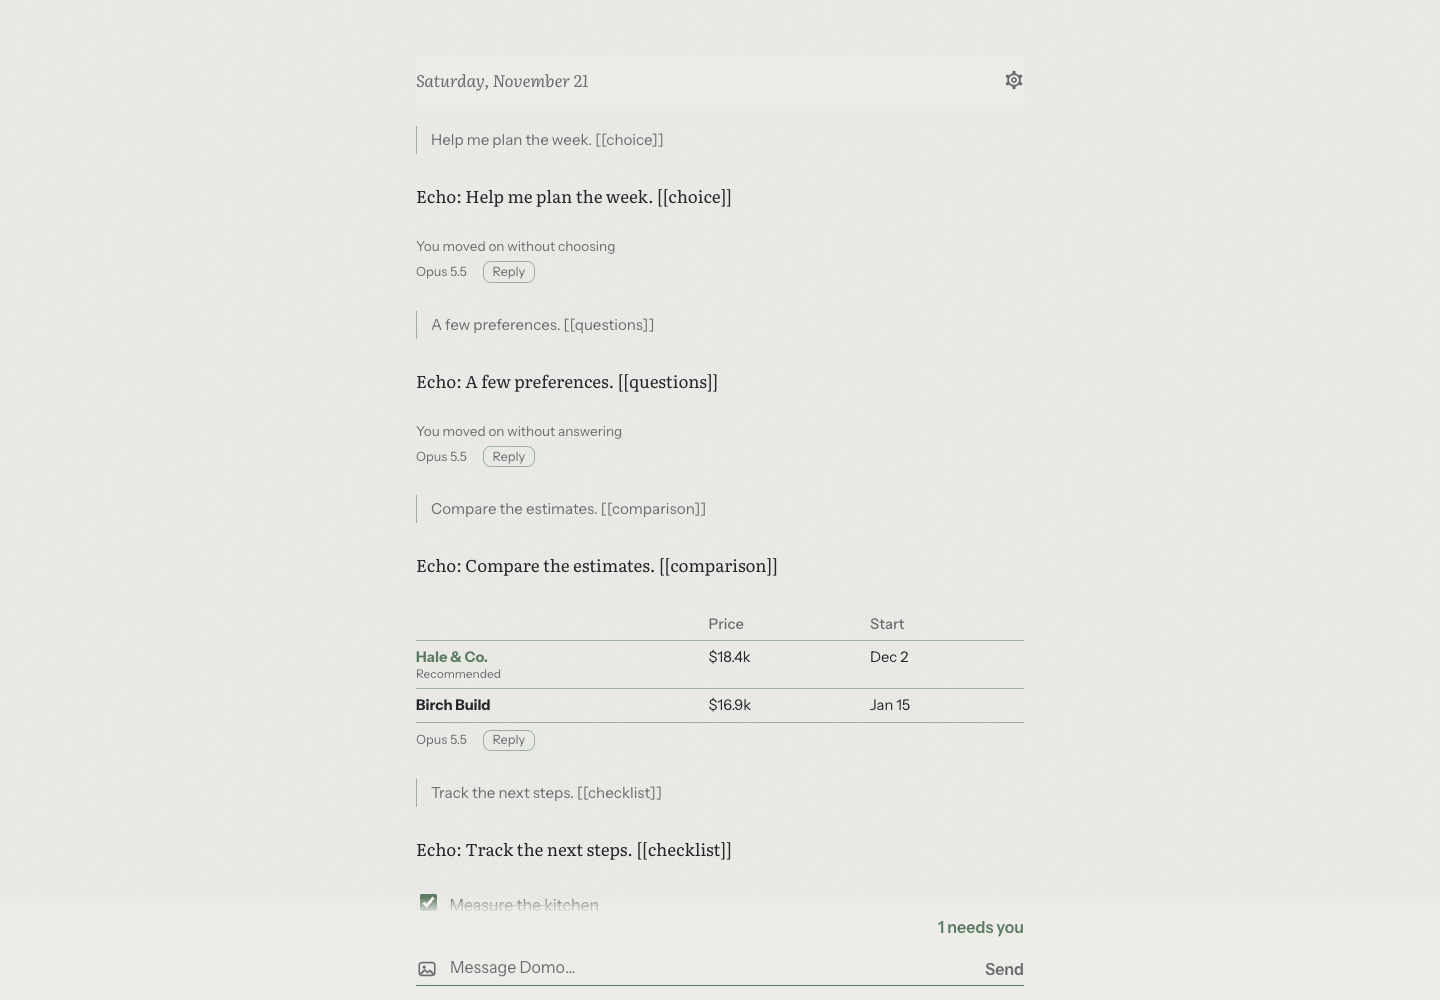 Saturday, November 21
Help me plan the week. [[choice]]
Echo: Help me plan the week. [[choice]]
You moved on without choosing
Opus 5.5 Reply
A few preferences. [[questions]]
Echo: A few preferences. [[questions]]
You moved on without answering
Opus 5.5 Reply
Compare the estimates. [[comparison]]
Echo: Compare the estimates. [[comparison]]
Price Start
Hale & Co. $18.4k Dec 2
Recommended
Birch Build $16.9k Jan 15
Opus 5.5 Reply
Track the next steps. [[checklist]]
Echo: Track the next steps. [[checklist]]
Measure the kitchen
1 needs you
Message Domo... Send